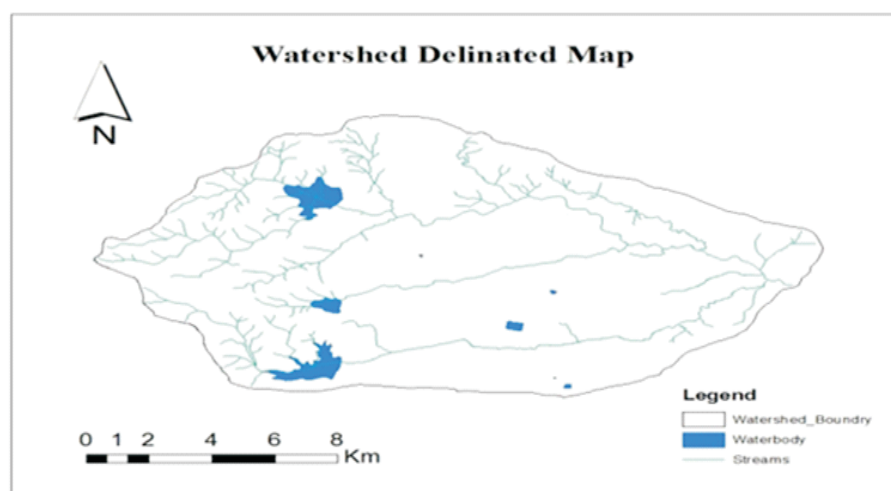 Watershed Delinated Map
N
Legend
Watershed_Boundry
Waterbody
Streams
0 1 2 4 6 8
Km